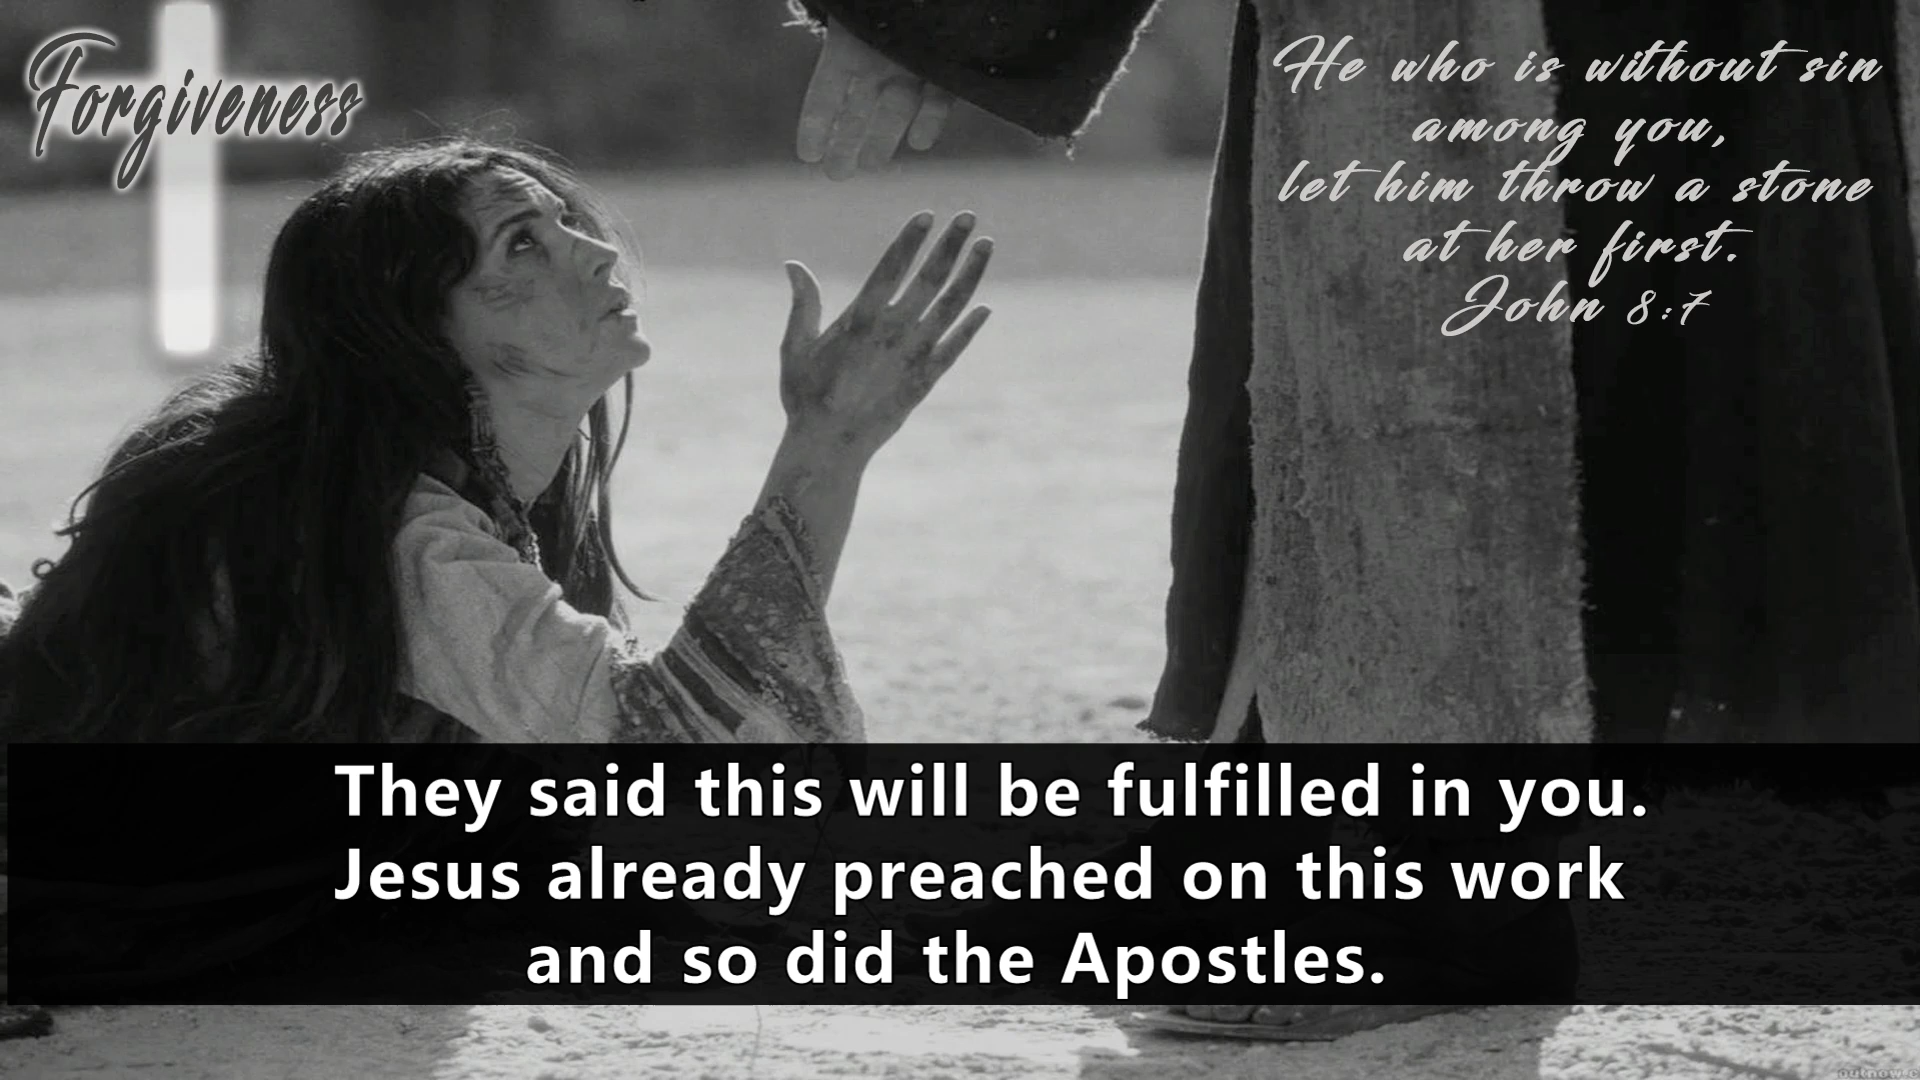 Forgiveness
He who is without sin
among you,
let him throw a stone
at her first.
John 8:7
They said this will be fulfilled in you.
Jesus already preached on this work
and so did the Apostles.